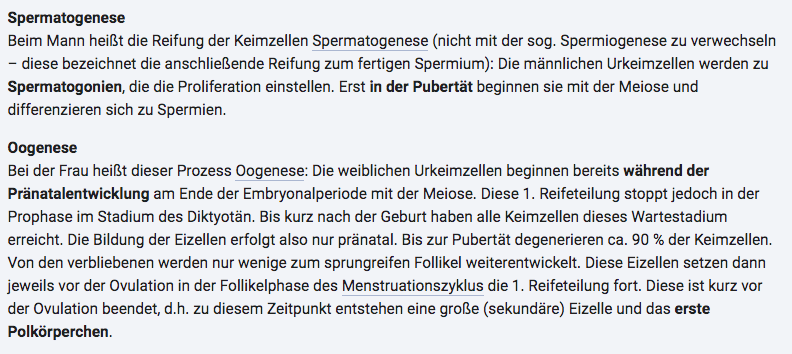 Spermatogenese
Beim Mann heißt die Reifung der Keimzellen Spermatogenese (nicht mit der sog. Spermiogenese zu verwechseln
– diese bezeichnet die anschließende Reifung zum fertigen Spermium): Die männlichen Urkeimzellen werden zu
Spermatogonien, die die Proliferation einstellen. Erst in der Pubertät beginnen sie mit der Meiose und
differenzieren sich zu Spermien.
Oogenese
Bei der Frau heißt dieser Prozess Oogenese: Die weiblichen Urkeimzellen beginnen bereits während der
Pränatalentwicklung am Ende der Embryonalperiode mit der Meiose. Diese 1. Reifeteilung stoppt jedoch in der
Prophase im Stadium des Diktyotän. Bis kurz nach der Geburt haben alle Keimzellen dieses Wartestadium
erreicht. Die Bildung der Eizellen erfolgt also nur pränatal. Bis zur Pubertät degenerieren ca. 90 % der Keimzellen.
Von den verbliebenen werden nur wenige zum sprungreifen Follikel weiterentwickelt. Diese Eizellen setzen dann
jeweils vor der Ovulation in der Follikelphase des Menstruationszyklus die 1. Reifeteilung fort. Diese ist kurz vor
der Ovulation beendet, d.h. zu diesem Zeitpunkt entstehen eine große (sekundäre) Eizelle und das erste
Polkörperchen.